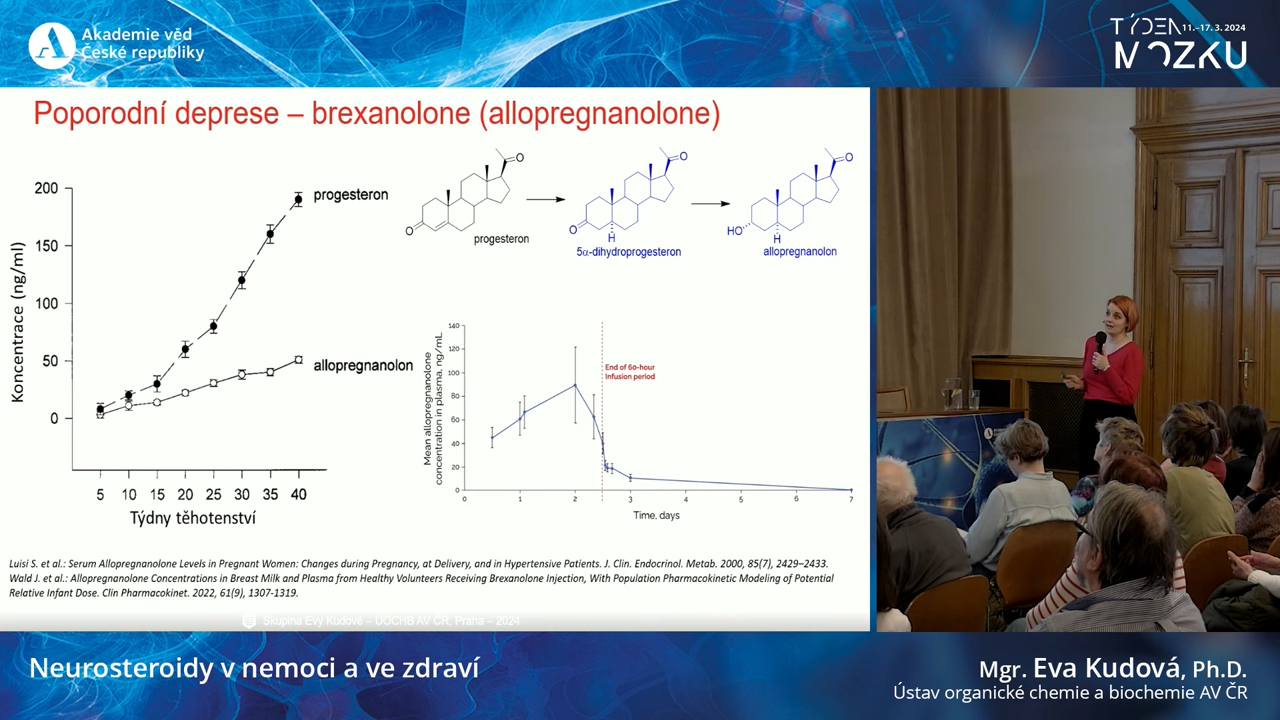 Akademie věd
České republiky
TÝDEN 11.–17. 3. 2024
MOZKU
Poporodní deprese – brexanolone (allopregnanolone)
200
150
100
50
0
Koncentrace (ng/ml)
progesteron
allopregnanolon
5 10 15 20 25 30 35 40
Týdny těhotenství
O
O
progesteron
O
O
H
5α-dihydroprogesteron
O
HO
H
allopregnanolon
140
120
100
80
60
40
20
0
Mean allopregnanolone
concentration in plasma, ng/mL
End of 60-hour
Infusion period
0 1 2 3 4 5 6 7
Time, days
Luisi S. et al.: Serum Allopregnanolone Levels in Pregnant Women: Changes during Pregnancy, at Delivery, and in Hypertensive Patients. J. Clin. Endocrinol. Metab. 2000, 85(7), 2429–2433.
Wald J. et al.: Allopregnanolone Concentrations in Breast Milk and Plasma from Healthy Volunteers Receiving Brexanolone Injection, With Population Pharmacokinetic Modeling of Potential
Relative Infant Dose. Clin Pharmacokinet. 2022, 61(9), 1307-1319.
Skupina Evy Kudové – ÚOCHB AV ČR, Praha – 2024
Neurosteroidy v nemoci a ve zdraví
Mgr. Eva Kudová, Ph.D.
Ústav organické chemie a biochemie AV ČR